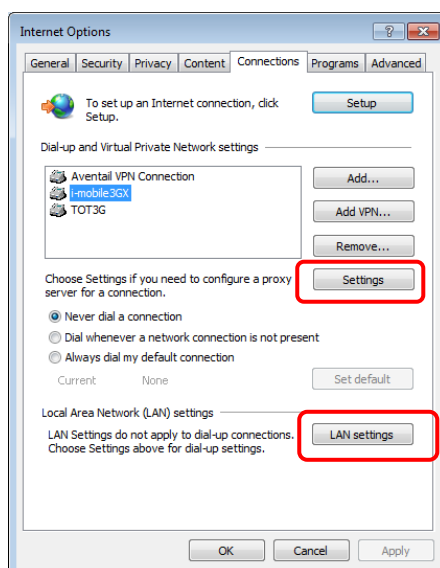 Internet Options
General Security Privacy Content Connections Programs Advanced
To set up an Internet connection, click Setup
Setup.
Dial-up and Virtual Private Network settings
Aventail VPN Connection Add...
i-mobile3GX
TOT3G Add VPN...
Remove...
Choose Settings if you need to configure a proxy Settings
server for a connection.
Never dial a connection
Dial whenever a network connection is not present
Always dial my default connection
Current None Set default
Local Area Network (LAN) settings
LAN Settings do not apply to dial-up connections. LAN settings
Choose Settings above for dial-up settings.
OK Cancel Apply